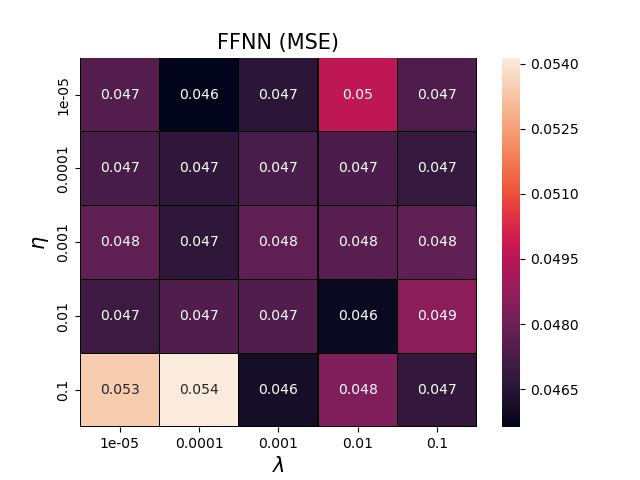 FFNN (MSE)
η
1e-05 0.047 0.046 0.047 0.05 0.047
0.0001 0.047 0.047 0.047 0.047 0.047
0.001 0.048 0.047 0.048 0.048 0.048
0.01 0.047 0.047 0.047 0.046 0.049
0.1 0.053 0.054 0.046 0.048 0.047
1e-05 0.0001 0.001 0.01 0.1
λ
0.0540
0.0525
0.0510
0.0495
0.0480
0.0465